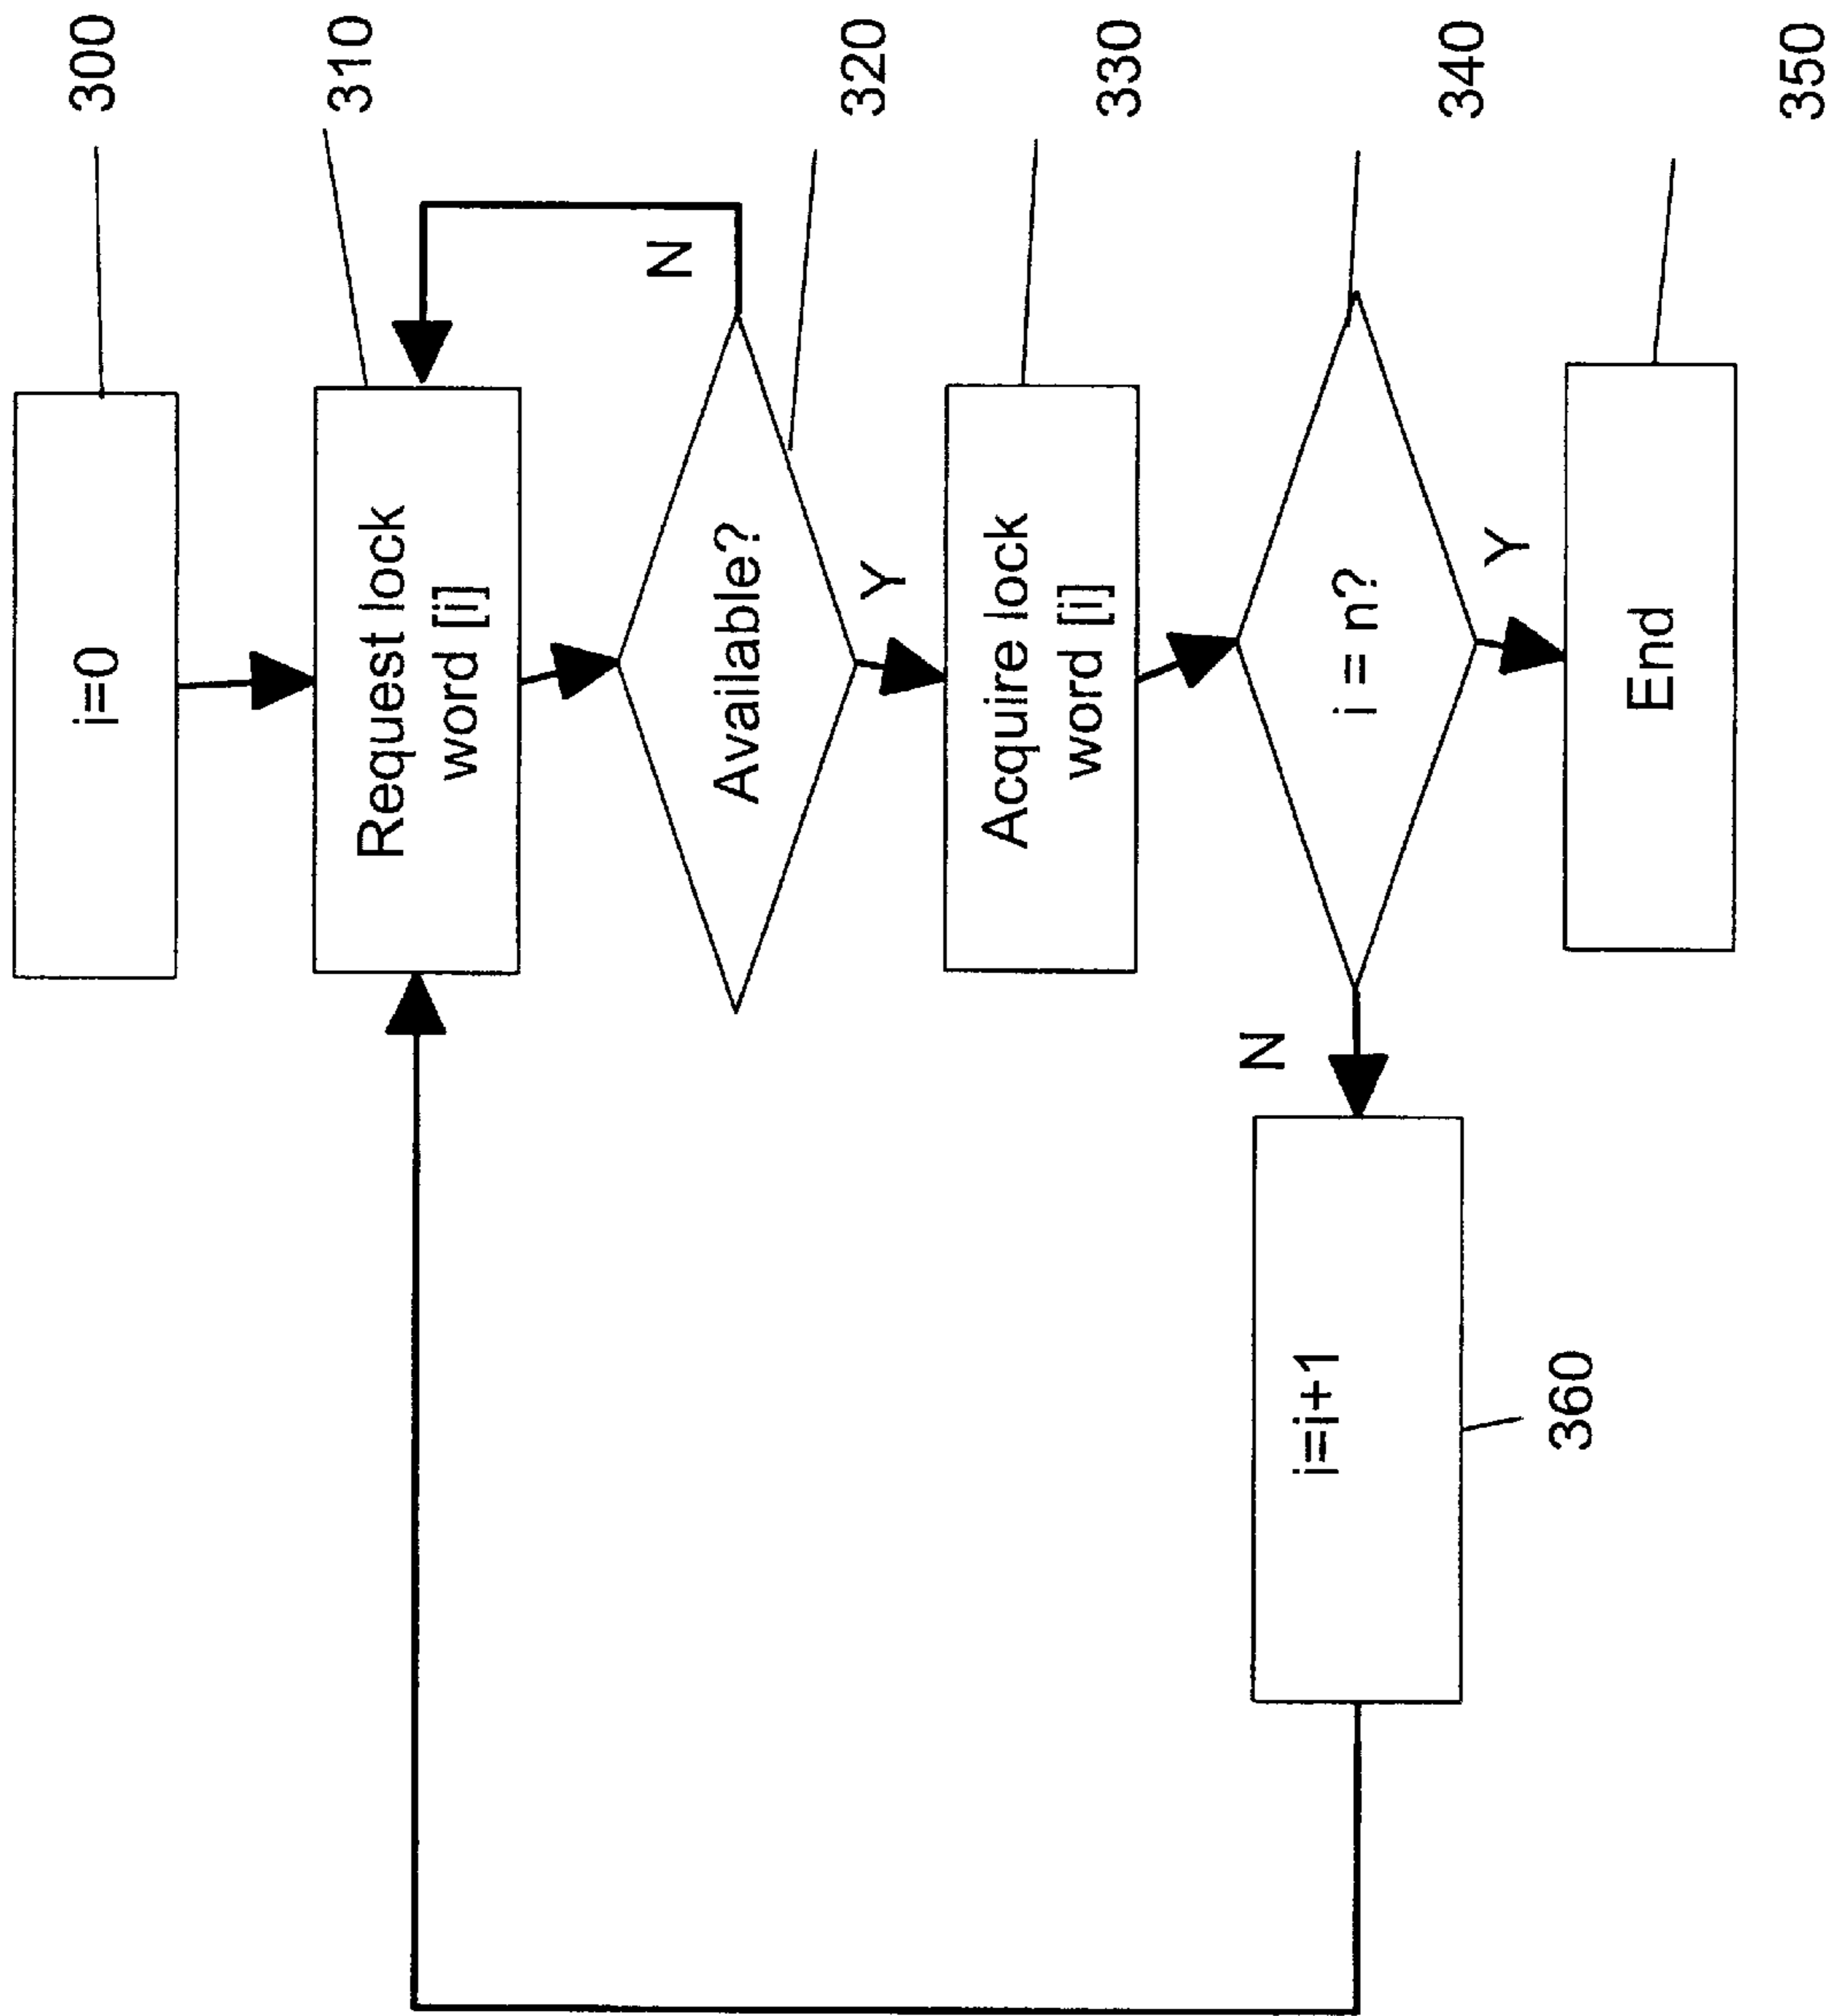 i=0
300
Request lock
word [i]
310
N
Available?
320
Y
Acquire lock
word [i]
330
i = n?
340
N
Y
i=i+1
360
End
350